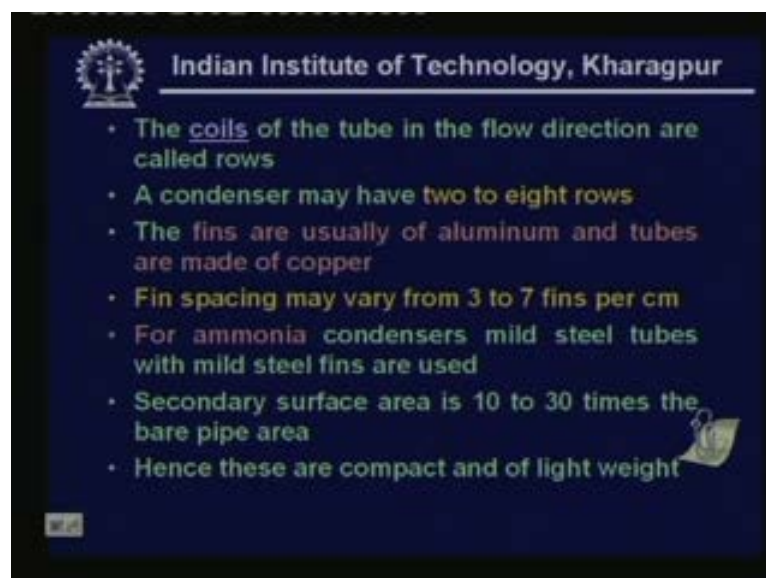 Indian Institute of Technology, Kharagpur
• The coils of the tube in the flow direction are
called rows
• A condenser may have two to eight rows
• The fins are usually of aluminum and tubes
are made of copper
• Fin spacing may vary from 3 to 7 fins per cm
• For ammonia condensers mild steel tubes
with mild steel fins are used
• Secondary surface area is 10 to 30 times the
bare pipe area
• Hence these are compact and of light weight